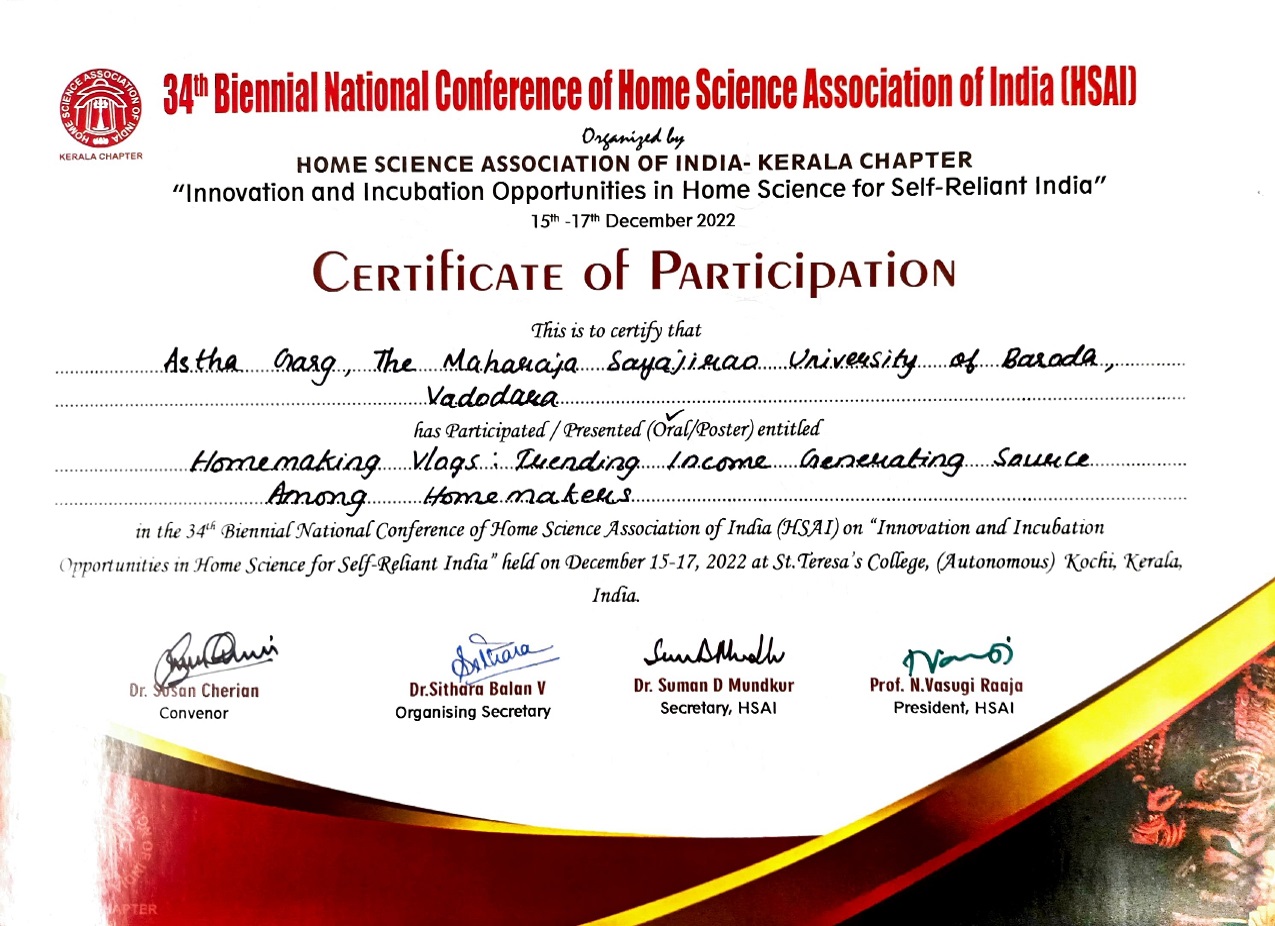 HOME SCIENCE ASSOCIATION OF INDIA
KERALA CHAPTER
34th Biennial National Conference of Home Science Association of India (HSAI)
Organized by
HOME SCIENCE ASSOCIATION OF INDIA- KERALA CHAPTER
“Innovation and Incubation Opportunities in Home Science for Self-Reliant India”
15th -17th December 2022
Certificate of Participation
This is to certify that
Astha Garg, The Maharaja Sayajirao University of Baroda,
Vadodara
has Participated / Presented (Oral/Poster) entitled
Homemaking Vlogs: Trending Income Generating Source
Among Homemakers
in the 34th Biennial National Conference of Home Science Association of India (HSAI) on “Innovation and Incubation
Opportunities in Home Science for Self-Reliant India” held on December 15-17, 2022 at St.Teresa’s College, (Autonomous) Kochi, Kerala,
India.
Sithara
Dr. Susan Cherian Dr.Sithara Balan V Dr. Suman D Mundkur Prof. N.Vasugi Raaja
Convenor Organising Secretary Secretary, HSAI President, HSAI